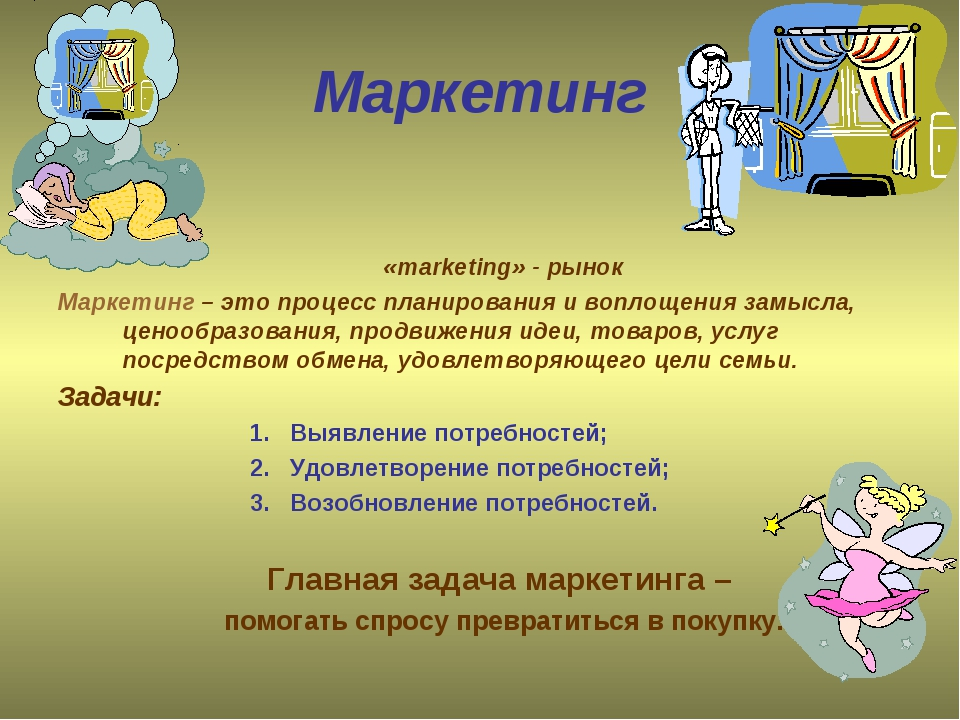 Маркетинг
«marketing» - рынок
Маркетинг – это процесс планирования и воплощения замысла,
ценообразования, продвижения идеи, товаров, услуг
посредством обмена, удовлетворяющего цели семьи.
Задачи:
1. Выявление потребностей;
2. Удовлетворение потребностей;
3. Возобновление потребностей.
Главная задача маркетинга –
помогать спросу превратиться в покупку.